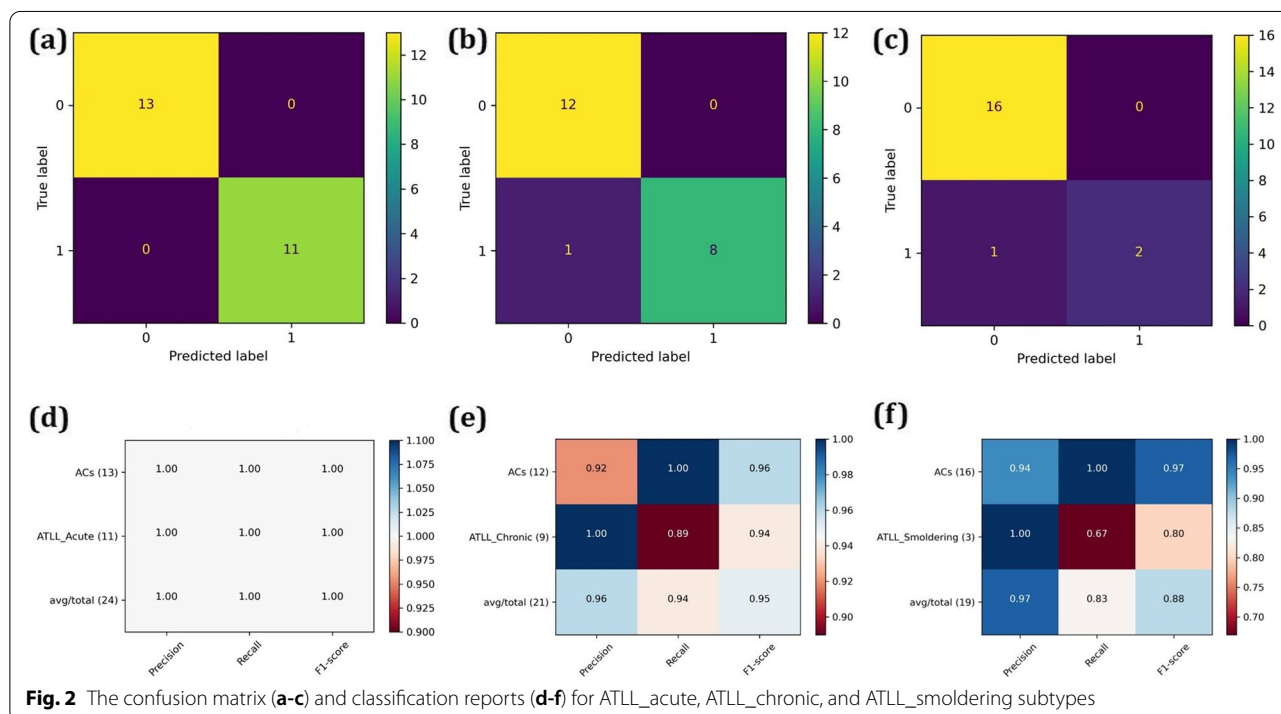 (a)
0
1
True label
13
0
0
11
0
1
Predicted label
12
10
8
6
4
2
0
(b)
0
1
True label
12
0
1
8
0
1
Predicted label
12
10
8
6
4
2
0
(c)
0
1
True label
16
0
1
2
0
1
Predicted label
16
14
12
10
8
6
4
2
0
(d)
ACs (13)
1.00 1.00 1.00
ATLL_Acute (11)
1.00 1.00 1.00
avg/total (24)
1.00 1.00 1.00
Precision
Recall
F1-score
1.100
1.075
1.050
1.025
1.000
0.975
0.950
0.925
0.900
(e)
ACs (12)
0.92 1.00 0.96
ATLL_Chronic (9)
1.00 0.89 0.94
avg/total (21)
0.96 0.94 0.95
Precision
Recall
F1-score
1.00
0.98
0.96
0.94
0.92
0.90
(f)
ACs (16)
0.94 1.00 0.97
ATLL_Smoldering (3)
1.00 0.67 0.80
avg/total (19)
0.97 0.83 0.88
Precision
Recall
F1-score
1.00
0.95
0.90
0.85
0.80
0.75
0.70
Fig. 2 The confusion matrix (a-c) and classification reports (d-f) for ATLL_acute, ATLL_chronic, and ATLL_smoldering subtypes